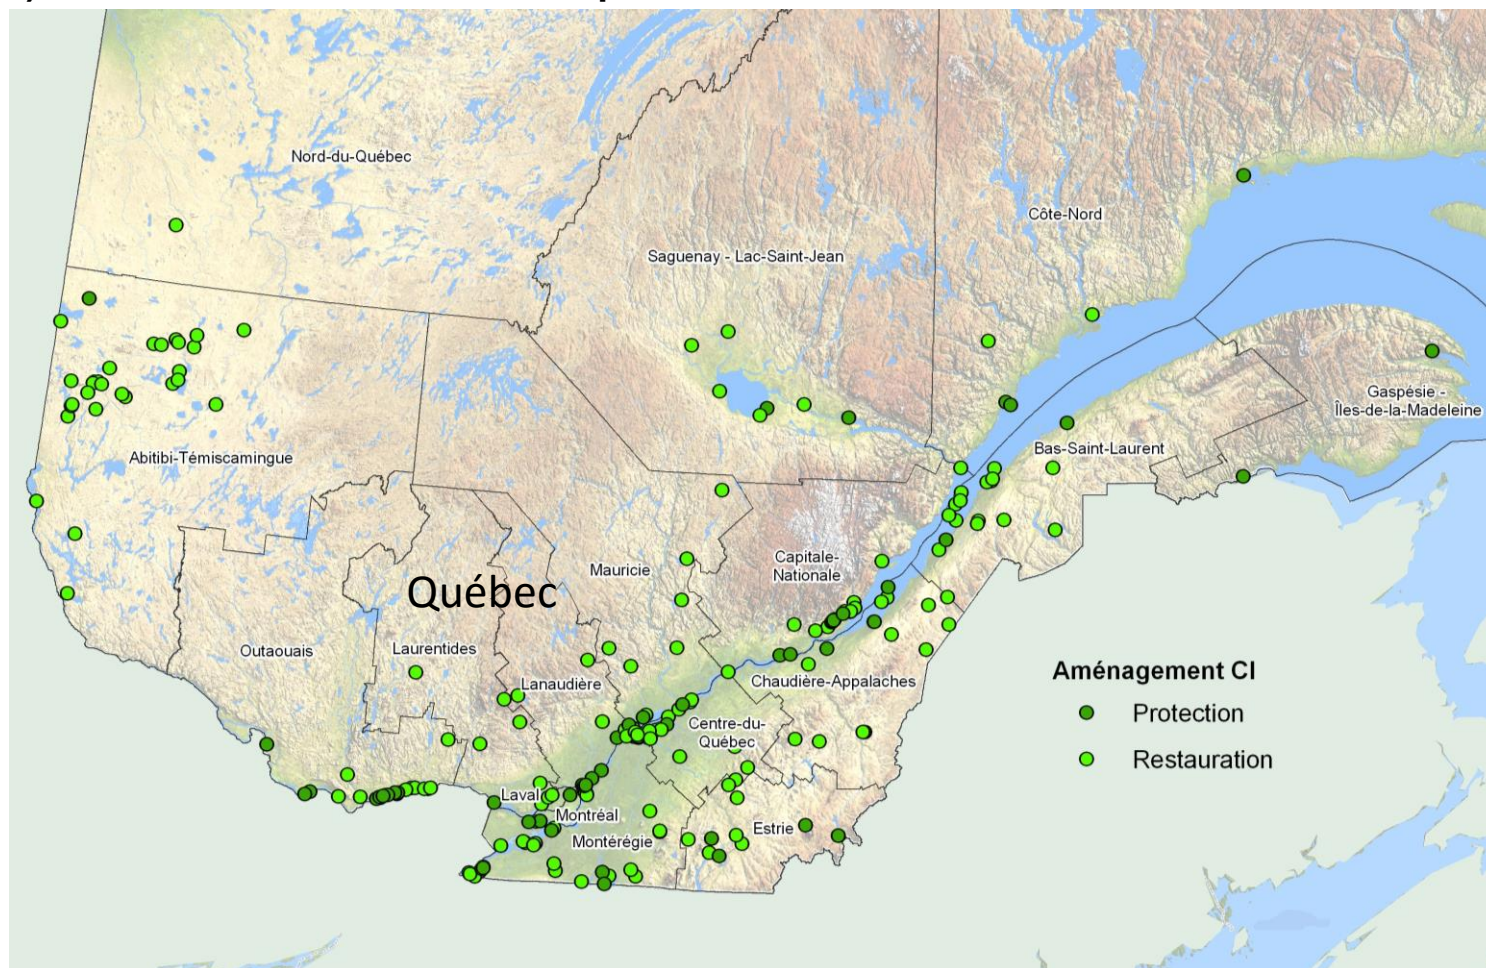 Nord-du-Québec
Côte-Nord
Saguenay - Lac-Saint-Jean
Gaspésie -
Îles-de-la-Madeleine
Bas-Saint-Laurent
Abitibi-Témiscamingue
Capitale-
Nationale
Mauricie
Québec
Outaouais
Laurentides
Lanaudière
Chaudière-Appalaches
Centre-du-
Québec
Laval
Montréal
Montérégie
Estrie
Aménagement CI
Protection
Restauration